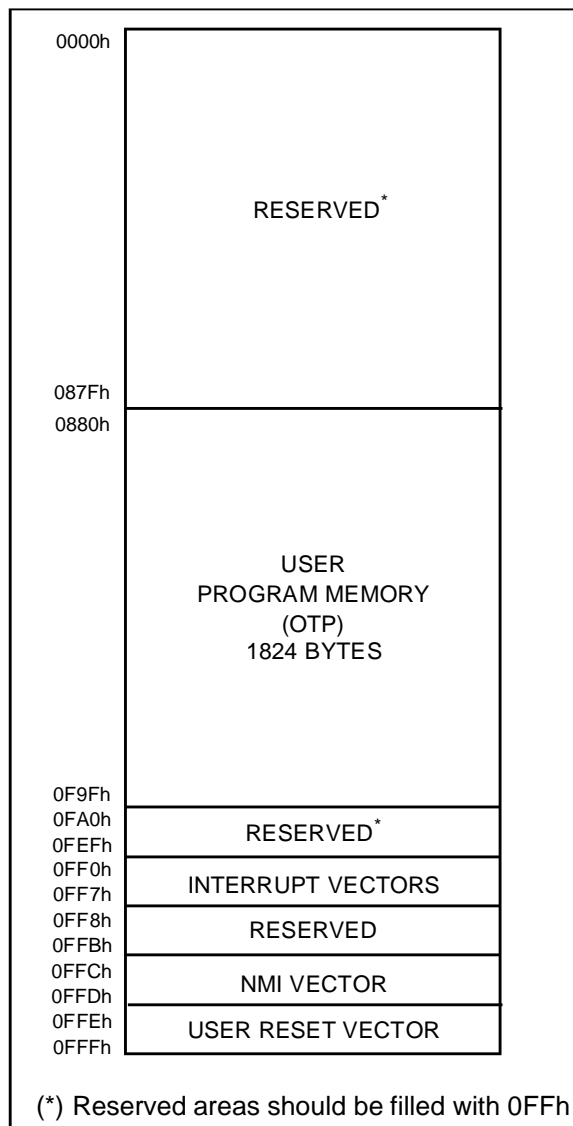 0000h
RESERVED*
087Fh
0880h
USER
PROGRAM MEMORY
(OTP)
1824 BYTES
0F9Fh
0FA0h
RESERVED*
0FEFh
0FF0h
INTERRUPT VECTORS
0FF7h
0FF8h
RESERVED
0FFBh
0FFCh
NMI VECTOR
0FFDh
0FFEh
USER RESET VECTOR
0FFFh
(*) Reserved areas should be filled with 0FFh